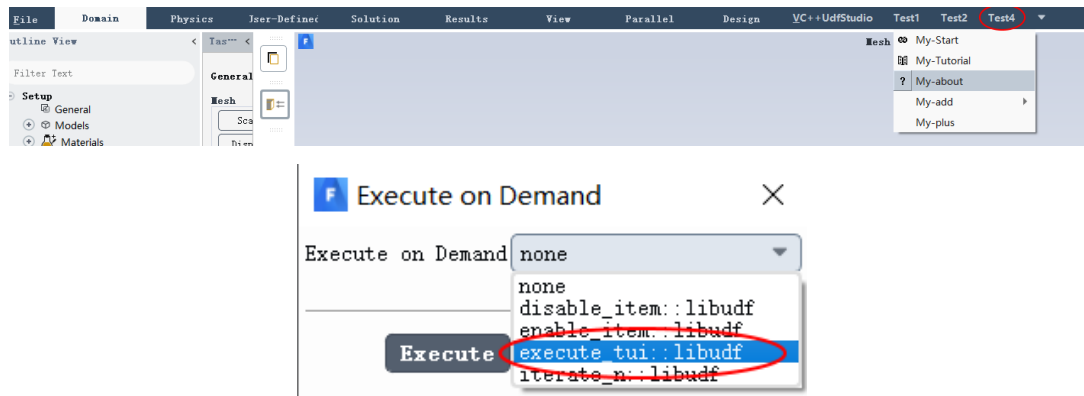 File Domain Physics Jser-Definec Solution Results View Parallel Design VC++UdfStudio Test1 Test2 Test4
utline View < Tas··· < Mesh My-Start
My-Tutorial
Filter Text General ? My-about
Setup Mesh My-add
General Sca My-plus
Models
Materials Disp
F Execute on Demand
Execute on Demand none
none
disable_item::libudf
enable_item::libudf
Execute execute_tui::libudf
iterate_n::libudf